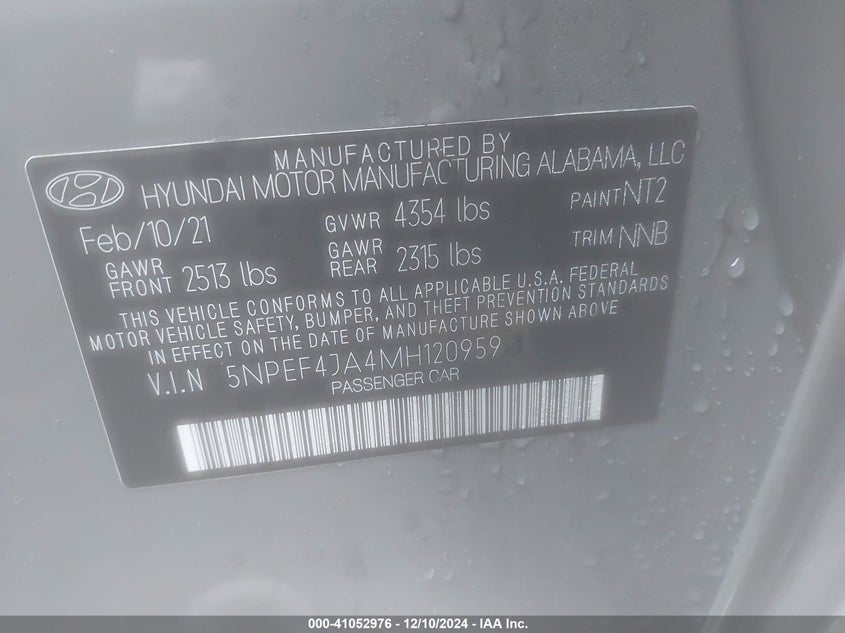 MANUFACTURED BY
HYUNDAI MOTOR MANUFACTURING ALABAMA, LLC
Feb/10/21 GVWR 4354 lbs PAINT NT2
GAWR FRONT 2513 lbs GAWR REAR 2315 lbs TRIM NNB
THIS VEHICLE CONFORMS TO ALL APPLICABLE U.S.A. FEDERAL
MOTOR VEHICLE SAFETY, BUMPER, AND THEFT PREVENTION STANDARDS
IN EFFECT ON THE DATE OF MANUFACTURE SHOWN ABOVE
V.I.N 5NPEF4JA4MH120959
PASSENGER CAR
000-41052976 - 12/10/2024 - IAA Inc.